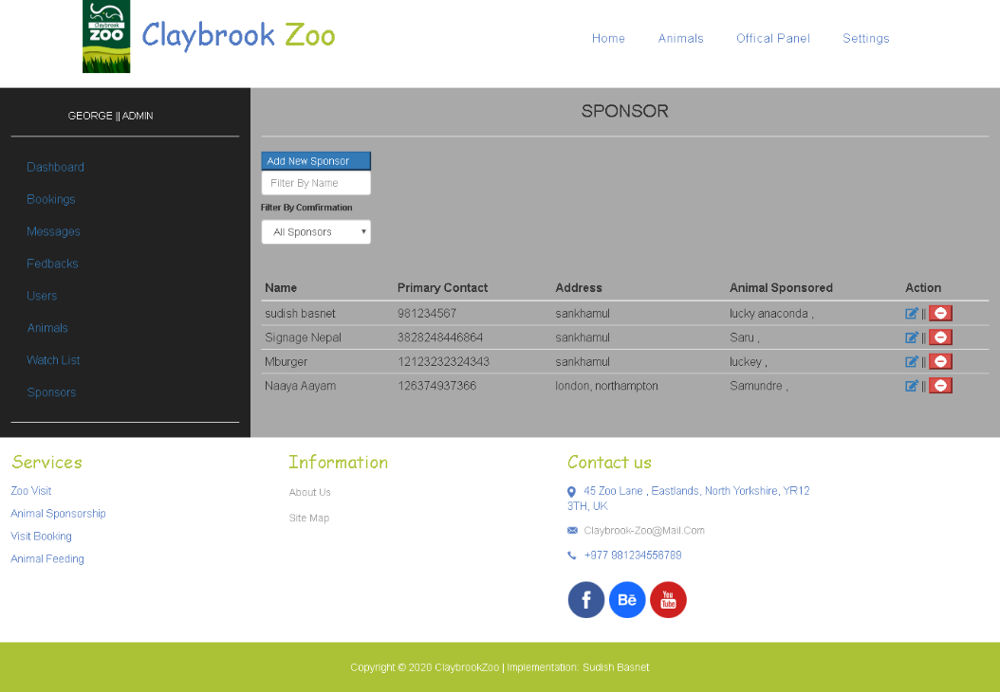 Claybrook
ZOO
Claybrook Zoo
Home Animals Offical Panel Settings
GEORGE || ADMIN
Dashboard
Bookings
Messages
Fedbacks
Users
Animals
Watch List
Sponsors
SPONSOR
Add New Sponsor
Filter By Name
Filter By Comfirmation
All Sponsors
Name Primary Contact Address Animal Sponsored Action
sudish basnet 981234567 sankhamul lucky anaconda , ||
Signage Nepal 3828248446864 sankhamul Saru , ||
Mburger 12123232324343 sankhamul luckey , ||
Naaya Aayam 126374937366 london, northampton Samundre , ||
Services
Zoo Visit
Animal Sponsorship
Visit Booking
Animal Feeding
Information
About Us
Site Map
Contact us
45 Zoo Lane , Eastlands, North Yorkshire, YR12
3TH, UK
Claybrook-Zoo@Mail.Com
+977 981234556789
f Bē You Tube
Copyright © 2020 ClaybrookZoo | Implementation: Sudish Basnet